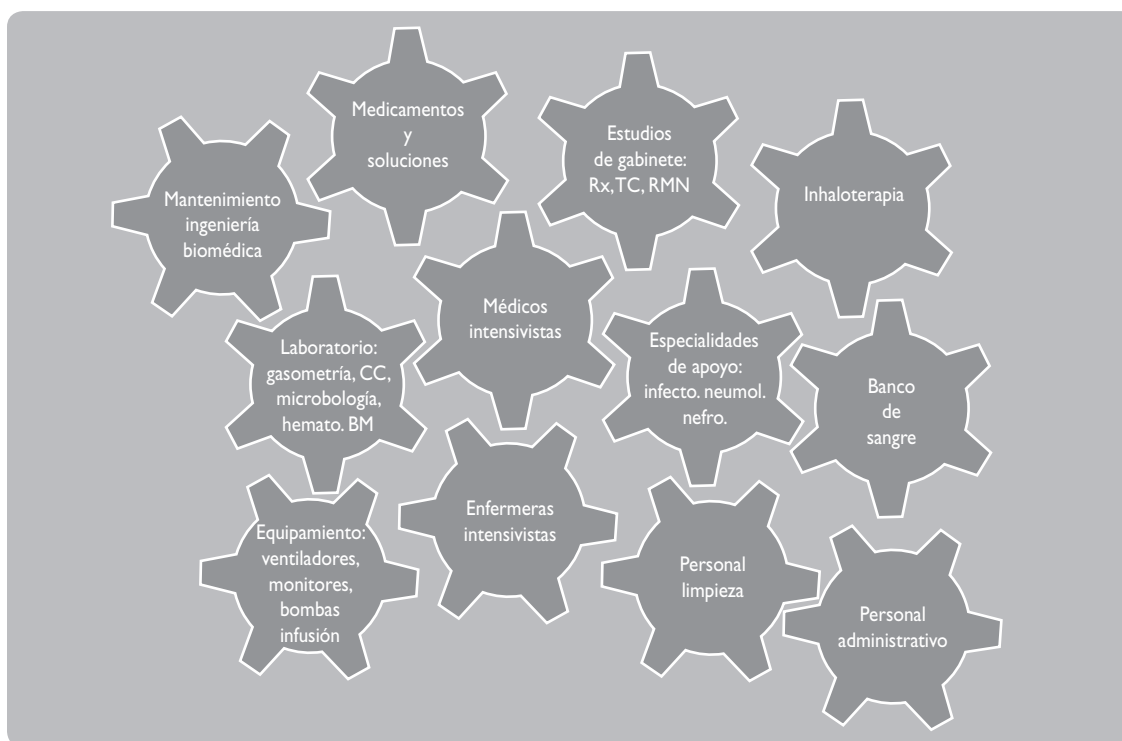 Medicamentos
y
soluciones
Estudios
de gabinete:
Rx, TC, RMN
Inhaloterapia
Mantenimiento
ingeniería
biomédica
Médicos
intensivistas
Laboratorio:
gasometría, CC,
microbología,
hemato. BM
Especialidades
de apoyo:
infecto. neumol.
nefro.
Banco
de
sangre
Equipamiento:
ventiladores,
monitores,
bombas
infusión
Enfermeras
intensivistas
Personal
limpieza
Personal
administrativo